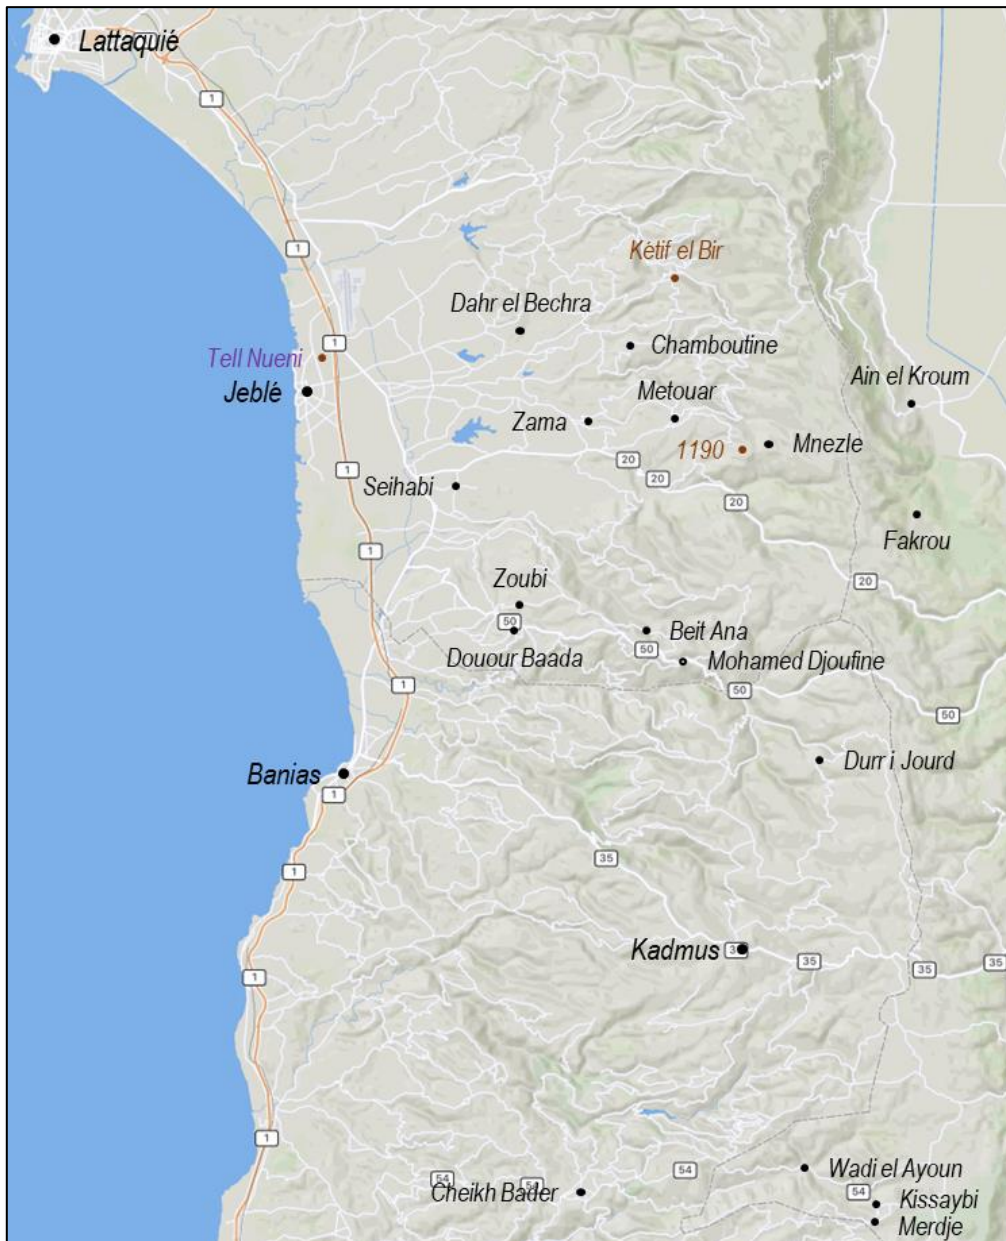 Lattaquié
1
1
Kétif el Bir
Dahr el Bechra
1
Chamboutine
Tell Nueni
Ain el Kroum
Jeblé
Metouar
Zama
Mnezle
1190
20
1
20
Seihabi
20
Fakrou
1
Zoubi
20
50
Beit Ana
Douour Baada
50
Mohamed Djoufine
1
50
50
Durr i Jourd
Banias
1
35
1
Kadmus
35
35
35
1
1
Wadi el Ayoun
54
54
54
Cheikh Bader
54
Kissaybi
Merdje